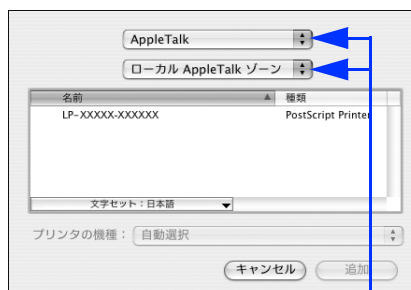 AppleTalk
ローカル AppleTalk ゾーン
名前 種類
LP-XXXXX-XXXXXX PostScript Printer
文字セット：日本語
プリンタの機種： 自動選択
キャンセル 追加